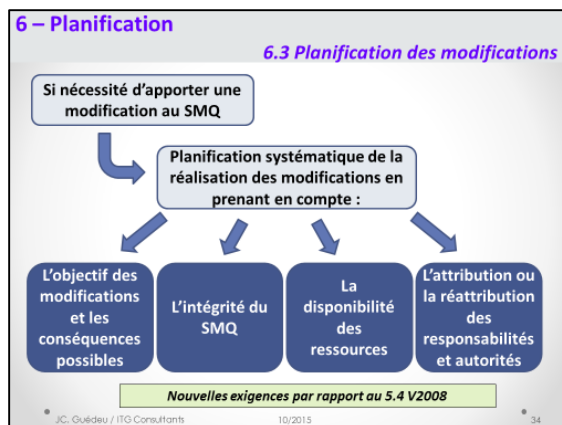 6 – Planification
6.3 Planification des modifications
Si nécessité d'apporter une
modification au SMQ
Planification systématique de la
réalisation des modifications en
prenant en compte :
L'objectif des
modifications
et les
conséquences
possibles
L'intégrité du
SMQ
La
disponibilité
des
ressources
L'attribution ou
la réattribution
des
responsabilités
et autorités
Nouvelles exigences par rapport au 5.4 V2008
JC. Guédeu / ITG Consultants
10/2015
34